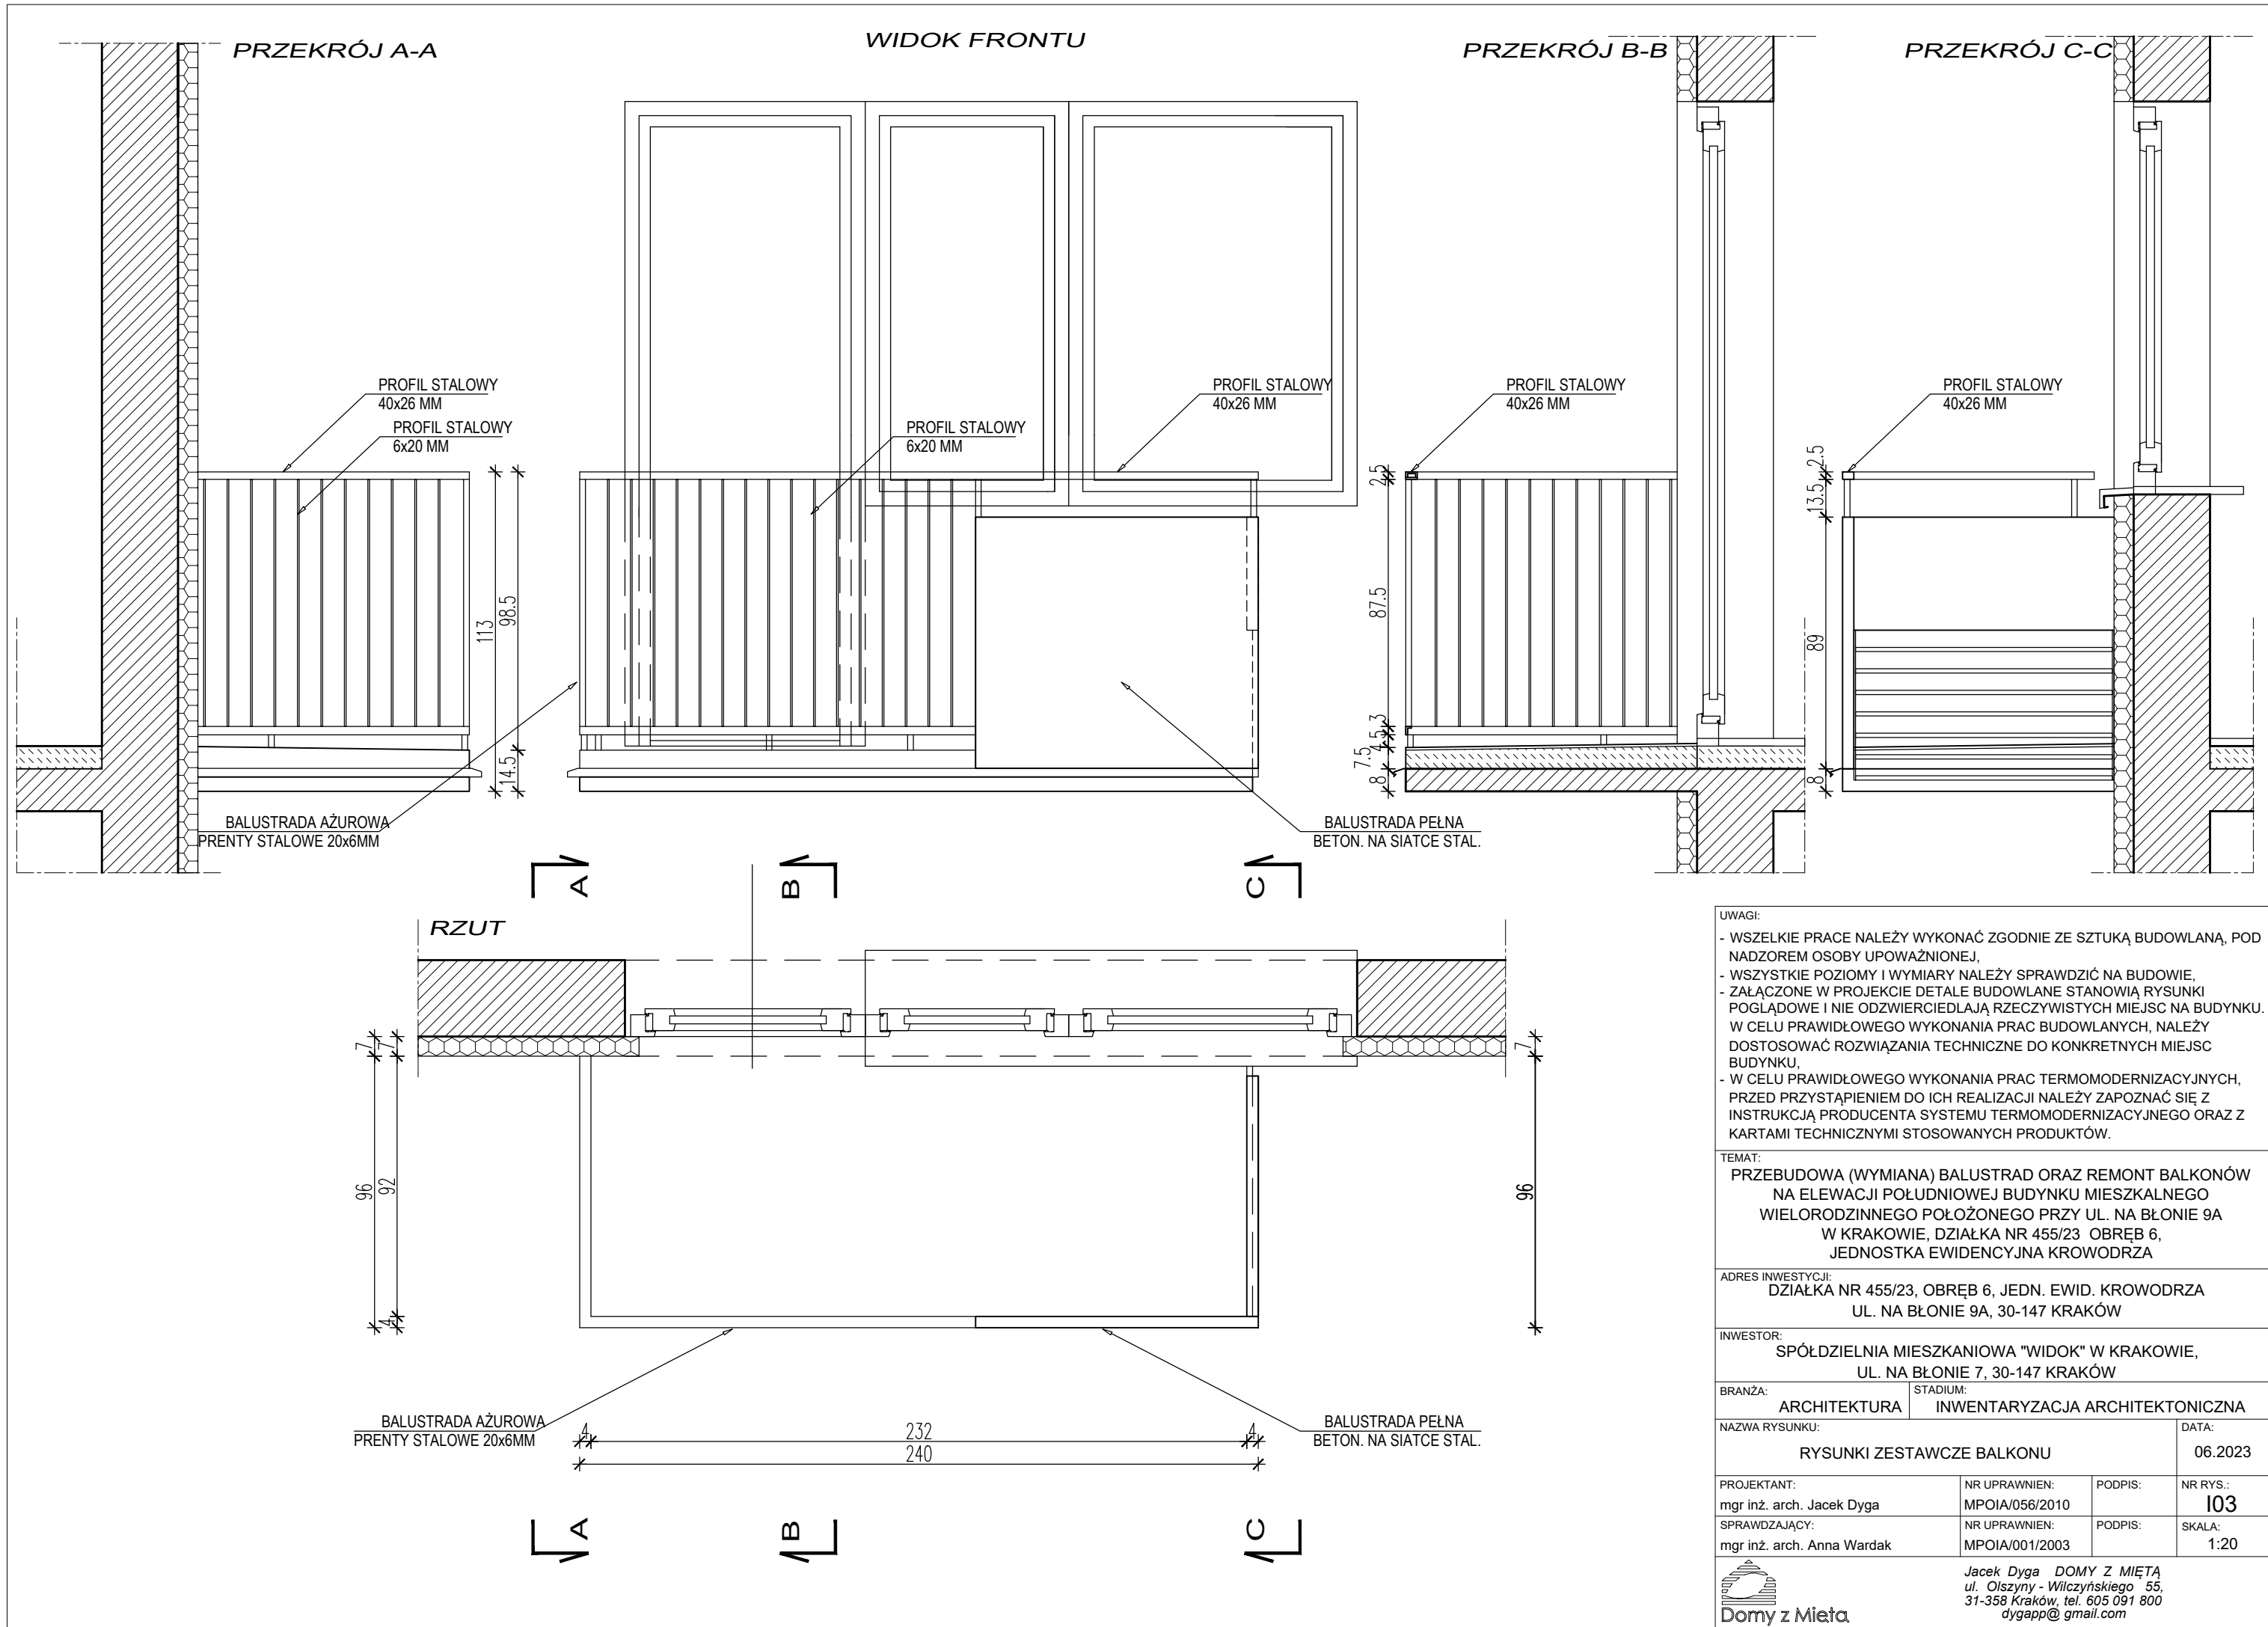 PRZEKRÓJ A-A
WIDOK FRONTU
PRZEKRÓJ B-B
PRZEKRÓJ C-C
PROFIL STALOWY
40x26 MM
PROFIL STALOWY
6x20 MM
113
98.5
14.5
BALUSTRADA AŻUROWA
PRENTY STALOWE 20x6MM
PROFIL STALOWY
6x20 MM
PROFIL STALOWY
40x26 MM
BALUSTRADA PEŁNA
BETON. NA SIATCE STAL.
PROFIL STALOWY
40x26 MM
2.5
87.5
3
4.5
7.5
8
PROFIL STALOWY
40x26 MM
2.5
13.5
89
8
A
B
C
RZUT
7
7
96
92
4
7
96
BALUSTRADA AŻUROWA
PRENTY STALOWE 20x6MM
4
232
4
240
BALUSTRADA PEŁNA
BETON. NA SIATCE STAL.
A
B
C
UWAGI:
- WSZELKIE PRACE NALEŻY WYKONAĆ ZGODNIE ZE SZTUKĄ BUDOWLANĄ, POD
NADZOREM OSOBY UPOWAŻNIONEJ,
- WSZYSTKIE POZIOMY I WYMIARY NALEŻY SPRAWDZIĆ NA BUDOWIE,
- ZAŁĄCZONE W PROJEKCIE DETALE BUDOWLANE STANOWIĄ RYSUNKI
POGLĄDOWE I NIE ODZWIERCIEDLAJĄ RZECZYWISTYCH MIEJSC NA BUDYNKU.
W CELU PRAWIDŁOWEGO WYKONANIA PRAC BUDOWLANYCH, NALEŻY
DOSTOSOWAĆ ROZWIĄZANIA TECHNICZNE DO KONKRETNYCH MIEJSC
BUDYNKU,
- W CELU PRAWIDŁOWEGO WYKONANIA PRAC TERMOMODERNIZACYJNYCH,
PRZED PRZYSTĄPIENIEM DO ICH REALIZACJI NALEŻY ZAPOZNAĆ SIĘ Z
INSTRUKCJĄ PRODUCENTA SYSTEMU TERMOMODERNIZACYJNEGO ORAZ Z
KARTAMI TECHNICZNYMI STOSOWANYCH PRODUKTÓW.
TEMAT:
PRZEBUDOWA (WYMIANA) BALUSTRAD ORAZ REMONT BALKONÓW
NA ELEWACJI POŁUDNIOWEJ BUDYNKU MIESZKALNEGO
WIELORODZINNEGO POŁOŻONEGO PRZY UL. NA BŁONIE 9A
W KRAKOWIE, DZIAŁKA NR 455/23 OBRĘB 6,
JEDNOSTKA EWIDENCYJNA KROWODRZA
ADRES INWESTYCJI:
DZIAŁKA NR 455/23, OBRĘB 6, JEDN. EWID. KROWODRZA
UL. NA BŁONIE 9A, 30-147 KRAKÓW
INWESTOR:
SPÓŁDZIELNIA MIESZKANIOWA "WIDOK" W KRAKOWIE,
UL. NA BŁONIE 7, 30-147 KRAKÓW
BRANŻA:
ARCHITEKTURA
STADIUM:
INWENTARYZACJA ARCHITEKTONICZNA
NAZWA RYSUNKU:
RYSUNKI ZESTAWCZE BALKONU
DATA:
06.2023
PROJEKTANT:
mgr inż. arch. Jacek Dyga
NR UPRAWNIEN:
MPOIA/056/2010
PODPIS:
NR RYS.:
I03
SPRAWDZAJĄCY:
mgr inż. arch. Anna Wardak
NR UPRAWNIEN:
MPOIA/001/2003
PODPIS:
SKALA:
1:20
Domy z Miętą
Jacek Dyga DOMY Z MIĘTĄ
ul. Olszyny - Wilczyńskiego 55,
31-358 Kraków, tel. 605 091 800
dygapp@ gmail.com